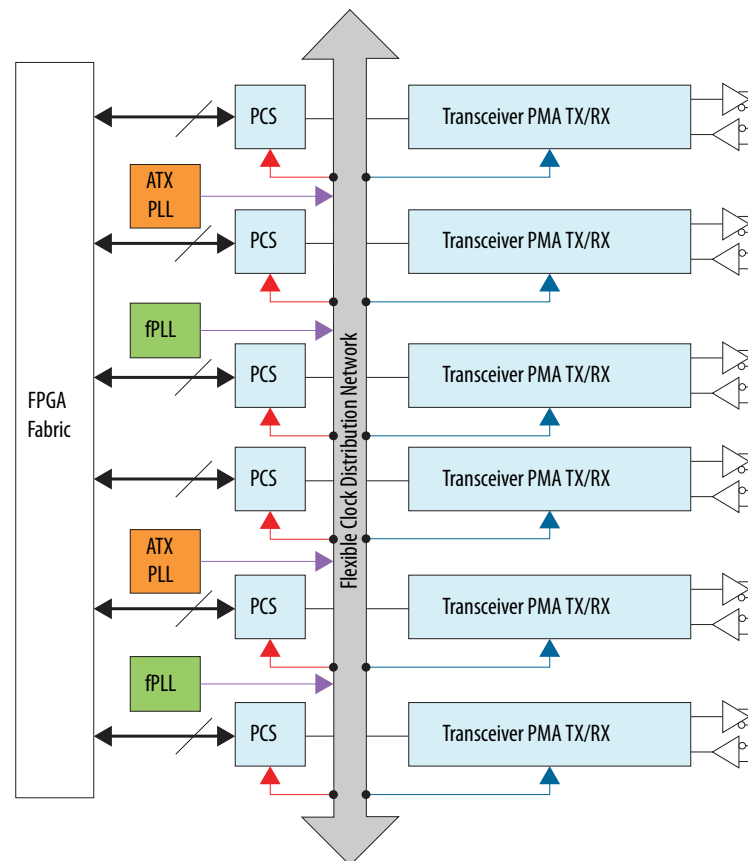 PCS
Transceiver PMA TX/RX
ATX
PLL
PCS
Transceiver PMA TX/RX
fPLL
PCS
Transceiver PMA TX/RX
FPGA
Fabric
Flexible Clock Distribution Network
PCS
Transceiver PMA TX/RX
ATX
PLL
PCS
Transceiver PMA TX/RX
fPLL
PCS
Transceiver PMA TX/RX